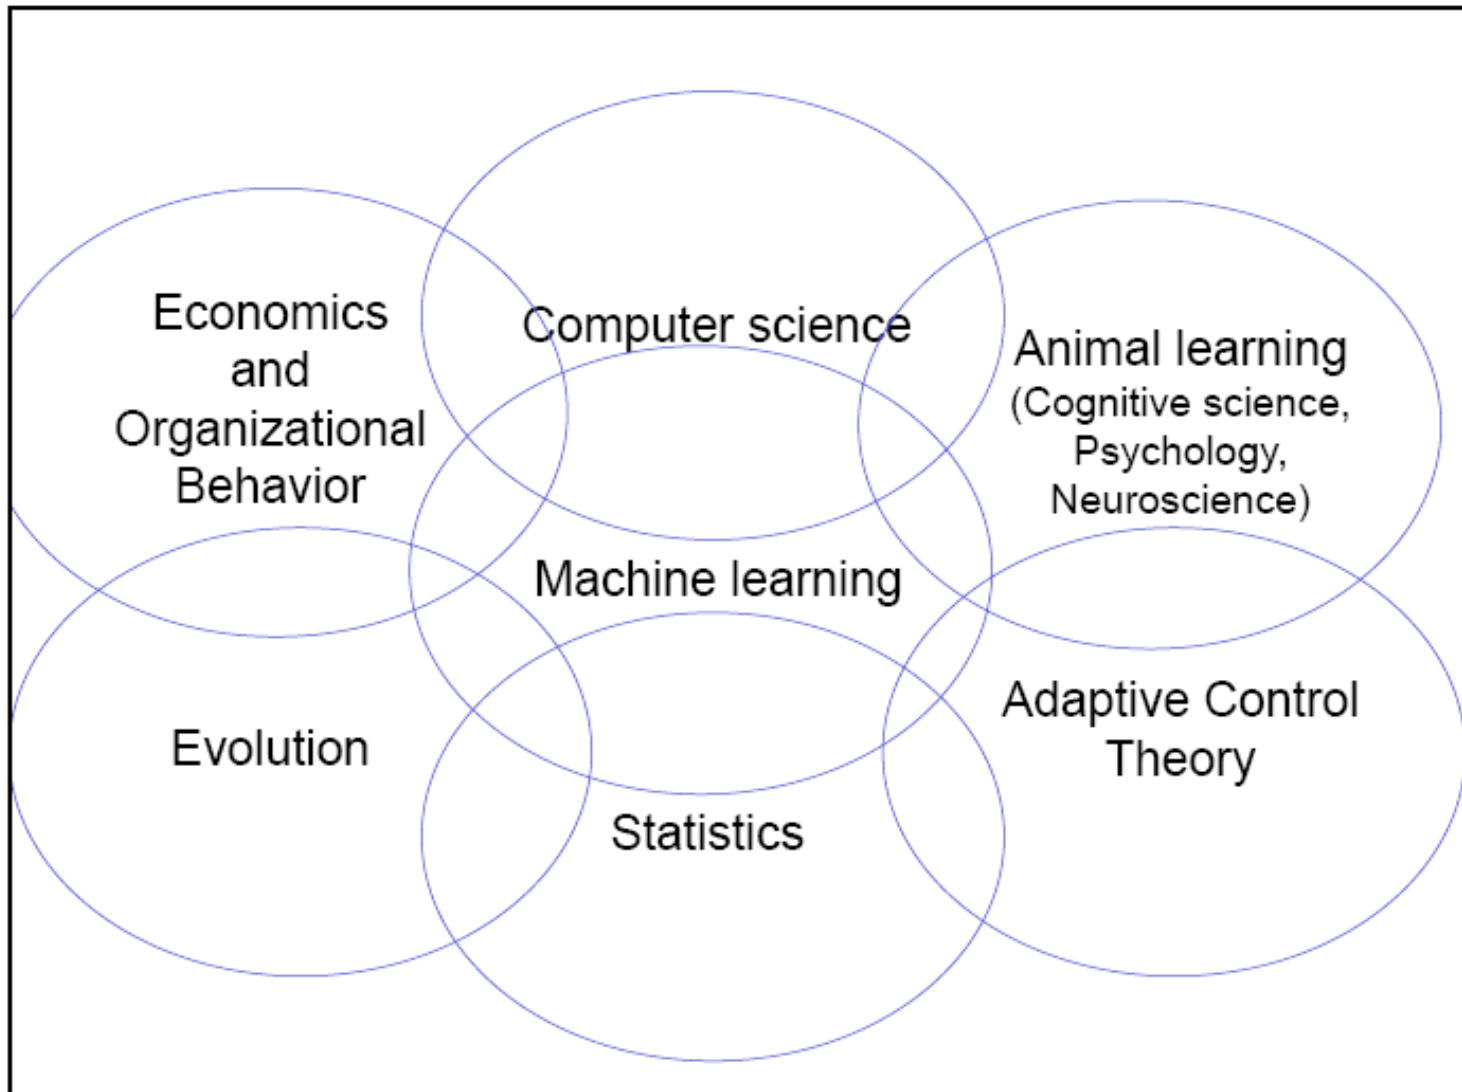 Economics
and
Organizational
Behavior
Computer science
Animal learning
(Cognitive science,
Psychology,
Neuroscience)
Machine learning
Evolution
Statistics
Adaptive Control
Theory